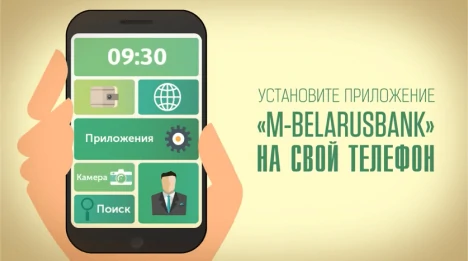 09:30
Приложения
Камера
Поиск
УСТАНОВИТЕ ПРИЛОЖЕНИЕ
«M-BELARUSBANK»
НА СВОЙ ТЕЛЕФОН